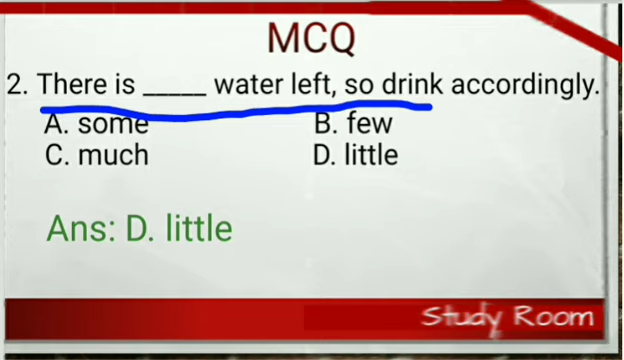 MCQ
2. There is _____ water left, so drink accordingly.
A. some B. few
C. much D. little
Ans: D. little
Study Room